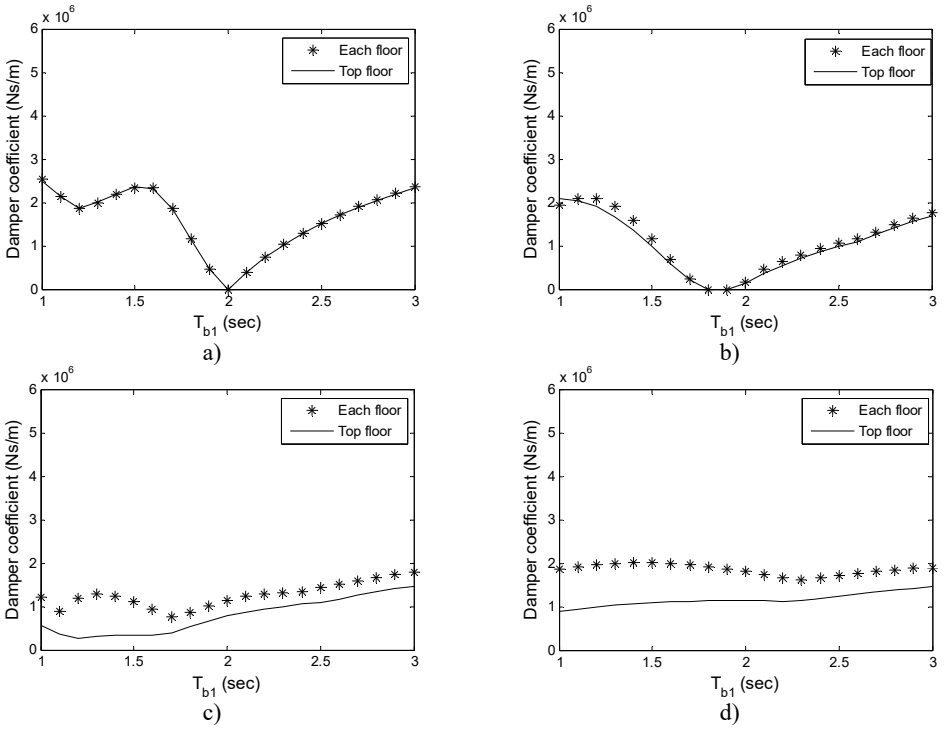 x 10^6
6
5
4
3
2
1
0
Damper coefficient (Ns/m)
Each floor
Top floor
1 1.5 2 2.5 3
T_b1 (sec)
a)
x 10^6
6
5
4
3
2
1
0
Damper coefficient (Ns/m)
Each floor
Top floor
1 1.5 2 2.5 3
T_b1 (sec)
b)
x 10^6
6
5
4
3
2
1
0
Damper coefficient (Ns/m)
Each floor
Top floor
1 1.5 2 2.5 3
T_b1 (sec)
c)
x 10^6
6
5
4
3
2
1
0
Damper coefficient (Ns/m)
Each floor
Top floor
1 1.5 2 2.5 3
T_b1 (sec)
d)